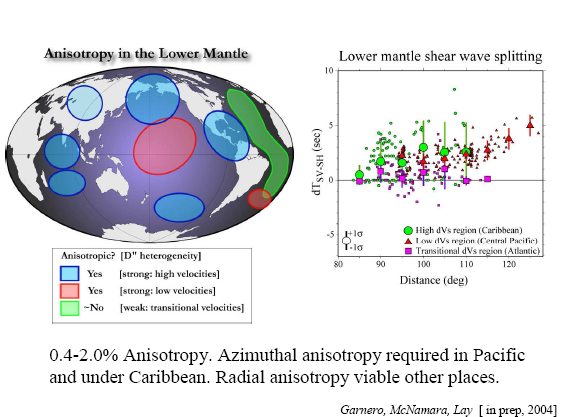 Anisotropy in the Lower Mantle
Anisotropic? [D" heterogeneity]
Yes [strong: high velocities]
Yes [strong: low velocities]
~No [weak: transitional velocities]
Lower mantle shear wave splitting
10
5
0
-5
dT SV-SH (sec)
+1σ
-1σ
High dVs region (Caribbean)
Low dVs region (Central Pacific)
Transitional dVs region (Atlantic)
80 90 100 110 120
Distance (deg)
0.4-2.0% Anisotropy. Azimuthal anisotropy required in Pacific
and under Caribbean. Radial anisotropy viable other places.
Garnero, McNamara, Lay [ in prep, 2004]